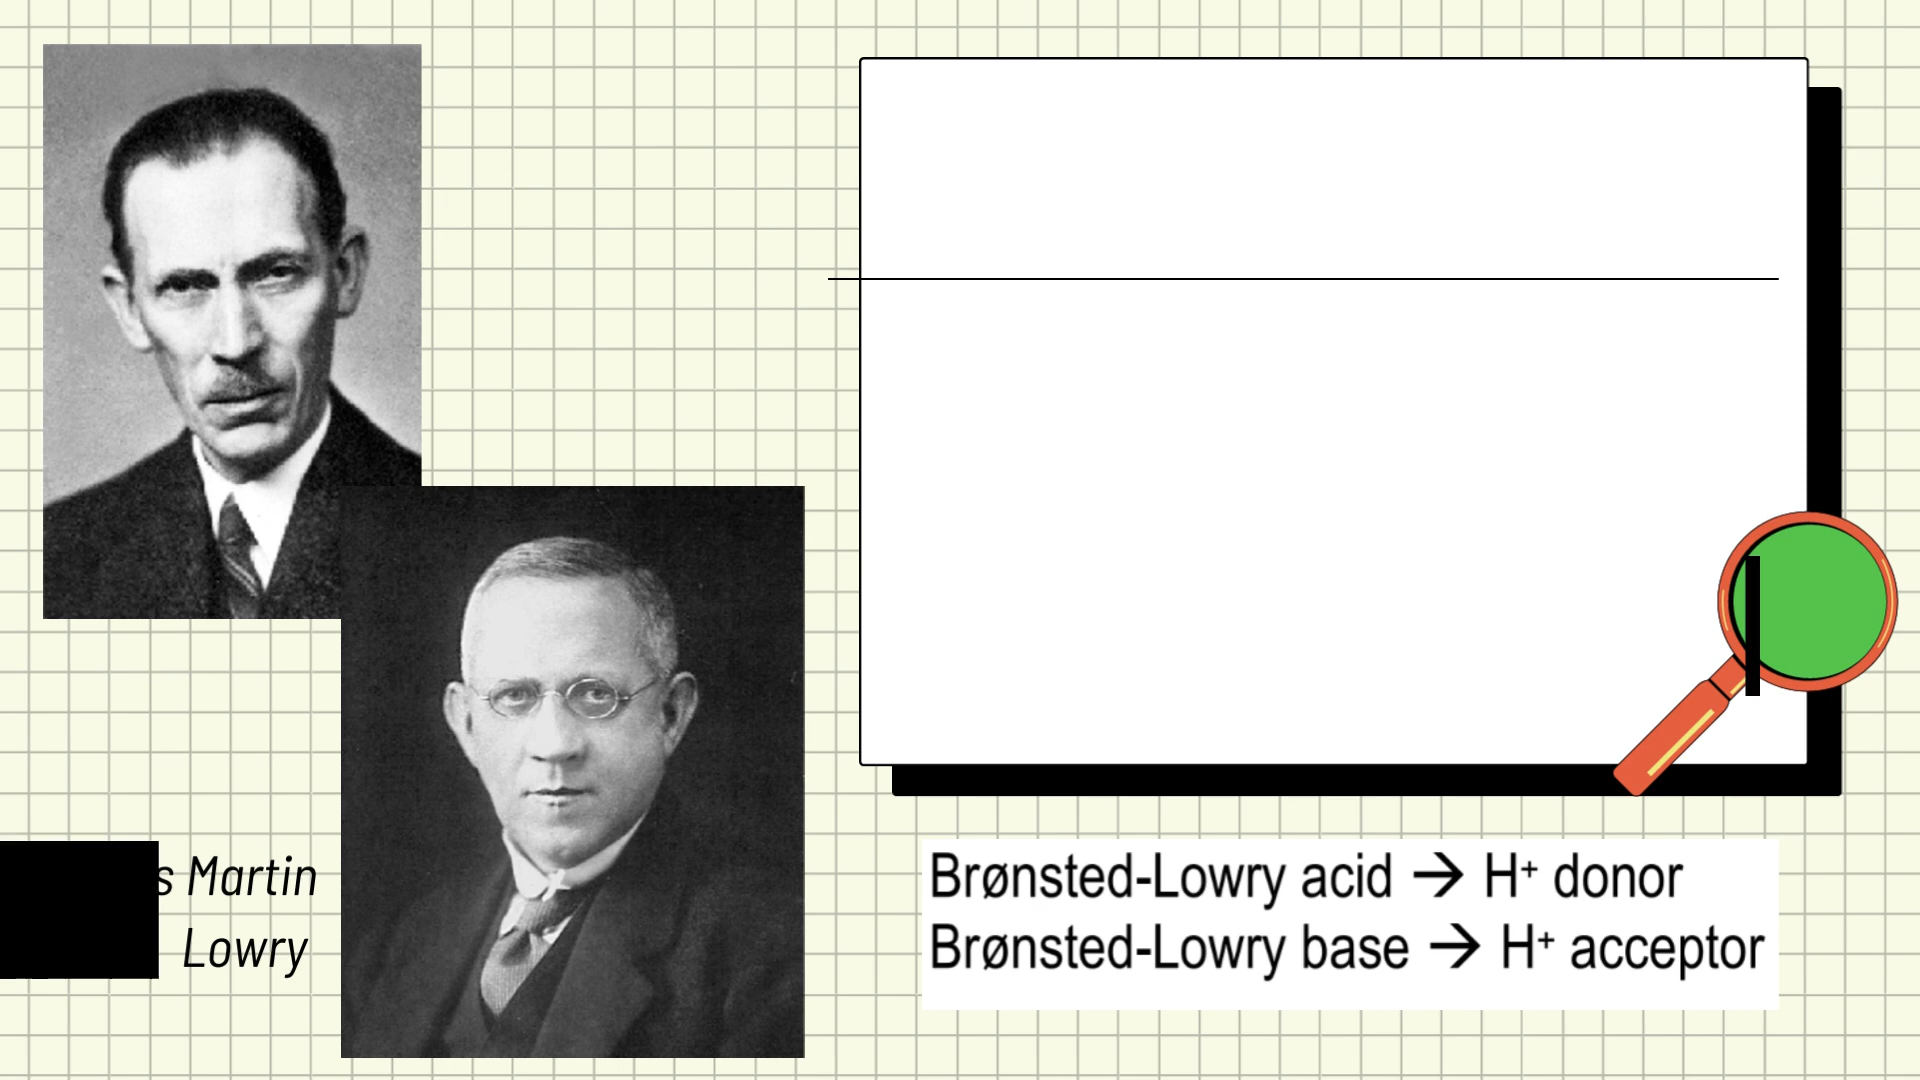 Martin
Lowry
Brønsted-Lowry acid → H⁺ donor
Brønsted-Lowry base → H⁺ acceptor